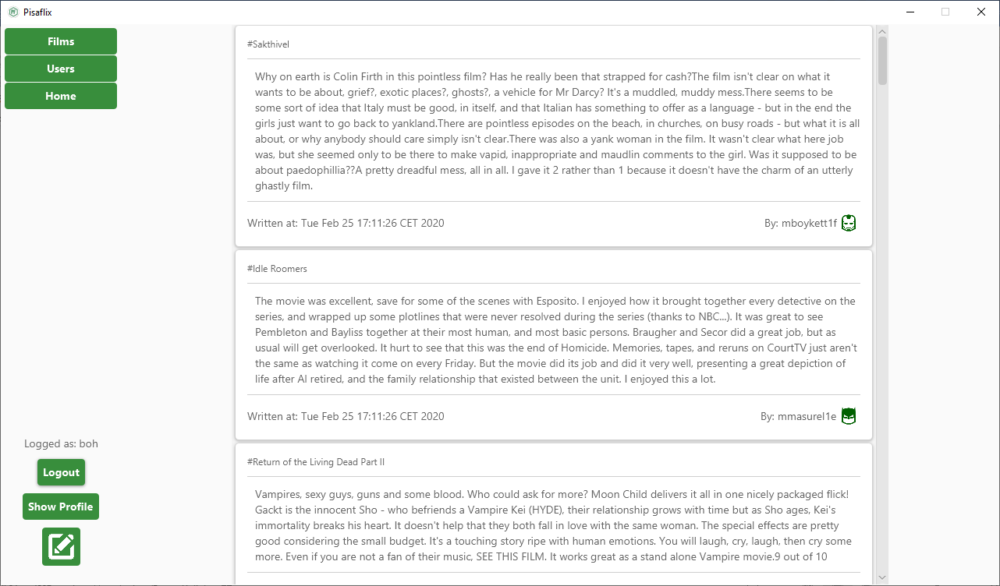 Pisaflix
Films
Users
Home
#Sakthivel
Why on earth is Colin Firth in this pointless film? Has he really been that strapped for cash?The film isn't clear on what it
wants to be about, grief?, exotic places?, ghosts?, a vehicle for Mr Darcy? It's a muddled, muddy mess.There seems to be
some sort of idea that Italy must be good, in itself, and that Italian has something to offer as a language - but in the end the
girls just want to go back to yankland.There are pointless episodes on the beach, in churches, on busy roads - but what it is all
about, or why anybody should care simply isn't clear.There was also a yank woman in the film. It wasn't clear what here job
was, but she seemed only to be there to make vapid, inappropriate and maudlin comments to the girl. Was it supposed to be
about paedophillia??A pretty dreadful mess, all in all. I gave it 2 rather than 1 because it doesn't have the charm of an utterly
ghastly film.
Written at: Tue Feb 25 17:11:26 CET 2020
By: mboykett1f
#Idle Roomers
The movie was excellent, save for some of the scenes with Esposito. I enjoyed how it brought together every detective on the
series, and wrapped up some plotlines that were never resolved during the series (thanks to NBC...). It was great to see
Pembleton and Bayliss together at their most human, and most basic persons. Braugher and Secor did a great job, but as
usual will get overlooked. It hurt to see that this was the end of Homicide. Memories, tapes, and reruns on CourtTV just aren't
the same as watching it come on every Friday. But the movie did its job and did it very well, presenting a great depiction of
life after Al retired, and the family relationship that existed between the unit. I enjoyed this a lot.
Written at: Tue Feb 25 17:11:26 CET 2020
By: mmasurel1e
#Return of the Living Dead Part II
Vampires, sexy guys, guns and some blood. Who could ask for more? Moon Child delivers it all in one nicely packaged flick!
Gackt is the innocent Sho - who befriends a Vampire Kei (HYDE), their relationship grows with time but as Sho ages, Kei's
immortality breaks his heart. It doesn't help that they both fall in love with the same woman. The special effects are pretty
good considering the small budget. It's a touching story ripe with human emotions. You will laugh, cry, laugh, then cry some
more. Even if you are not a fan of their music, SEE THIS FILM. It works great as a stand alone Vampire movie.9 out of 10
Logged as: boh
Logout
Show Profile